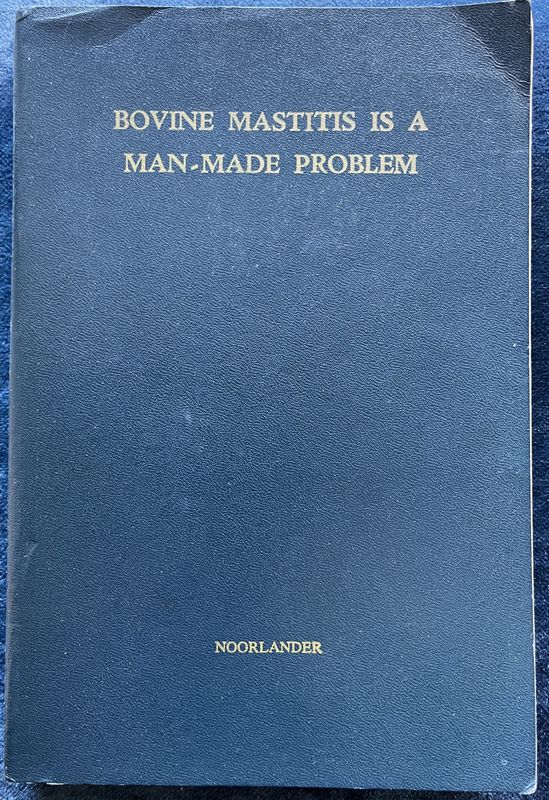 BOVINE MASTITIS IS A
MAN-MADE PROBLEM
NOORLANDER